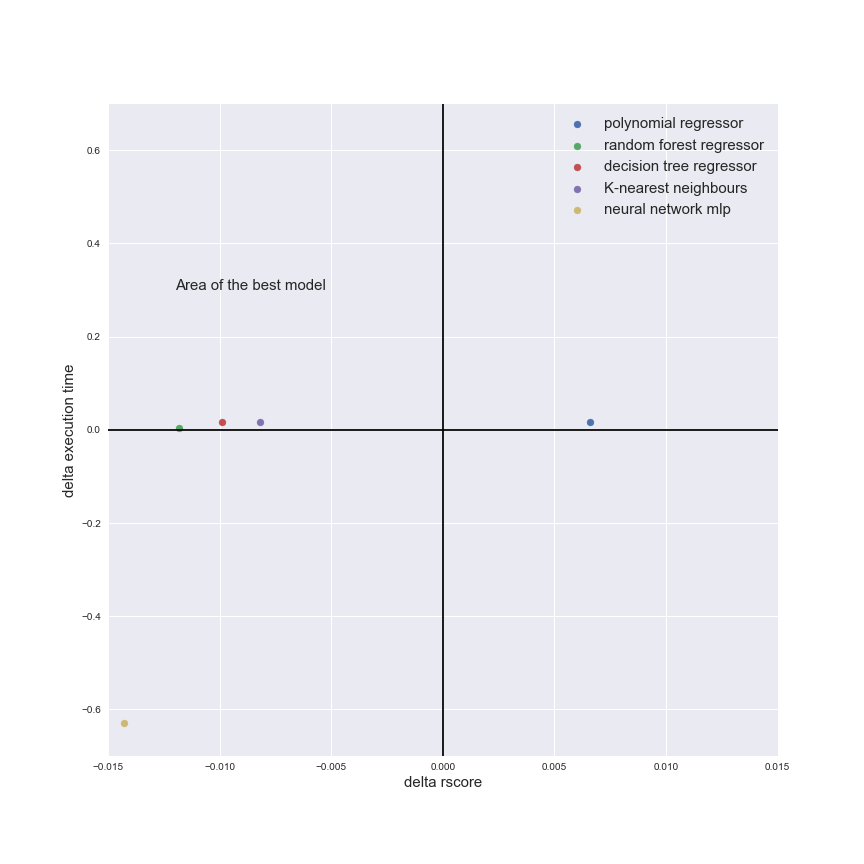 polynomial regressor
random forest regressor
decision tree regressor
K-nearest neighbours
neural network mlp
0.6
0.4
Area of the best model
0.2
0.0
−0.2
−0.4
−0.6
delta execution time
−0.015 −0.010 −0.005 0.000 0.005 0.010 0.015
delta rscore